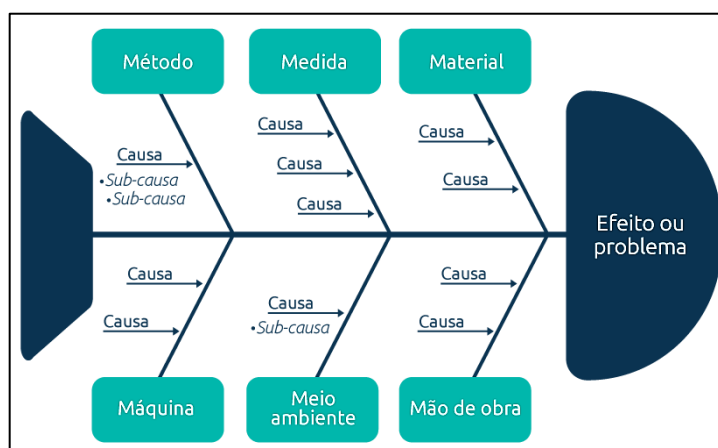 Método
Medida
Material
Causa
Causa
Causa
Causa
•Sub-causa
•Sub-causa
Causa
Causa
Causa
Efeito ou
problema
Causa
Causa
Causa
•Sub-causa
Causa
Causa
Máquina
Meio
ambiente
Mão de obra